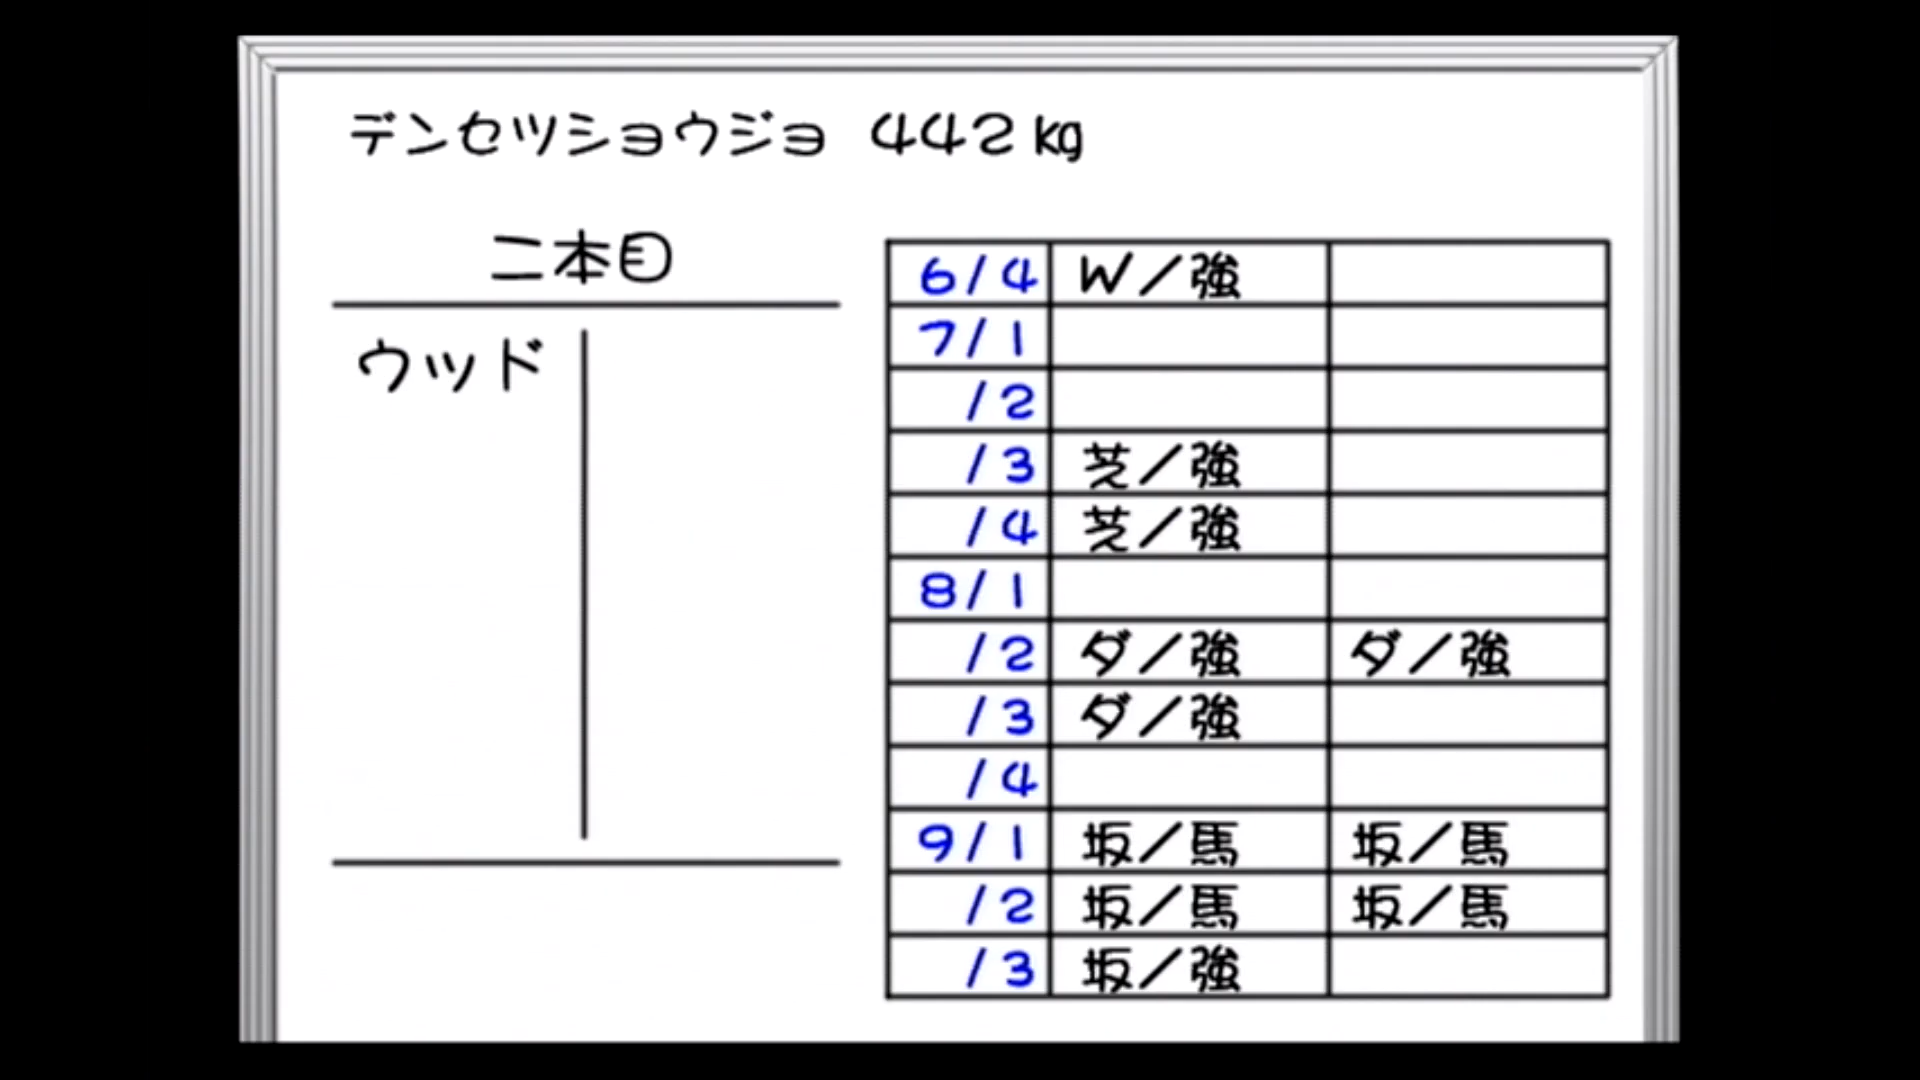 デンセツショウジョ 442kg
二本目
ウッド
6/4 W/強
7/1
/2
/3 芝/強
/4 芝/強
8/1
/2 ダ/強 ダ/強
/3 ダ/強
/4
9/1 坂/馬 坂/馬
/2 坂/馬 坂/馬
/3 坂/強